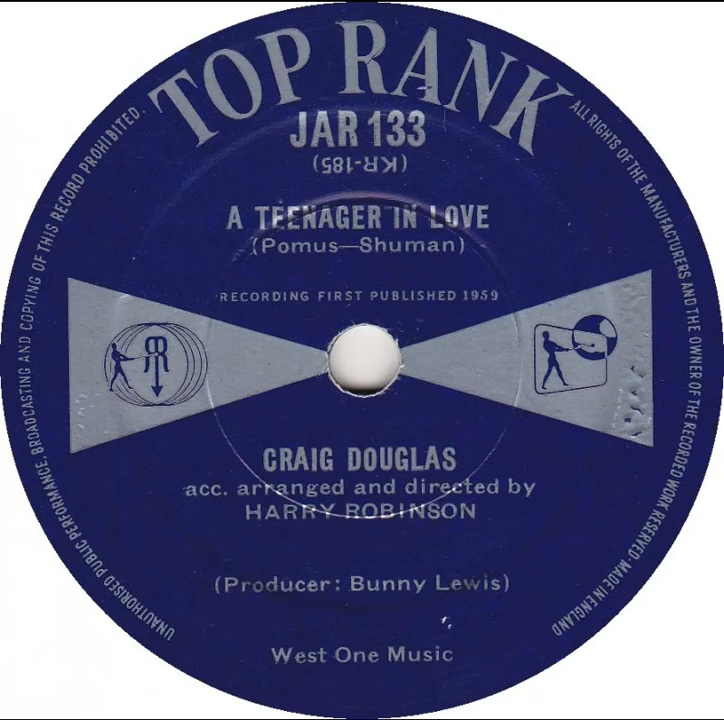 TOP RANK
JAR 133
(KR-185)
A TEENAGER IN LOVE
(Pomus—Shuman)
RECORDING FIRST PUBLISHED 1959
CRAIG DOUGLAS
acc. arranged and directed by
HARRY ROBINSON
(Producer: Bunny Lewis)
West One Music
UNAUTHORISED PUBLIC PERFORMANCE, BROADCASTING AND COPYING OF THIS RECORD PROHIBITED.
ALL RIGHTS OF THE MANUFACTURERS AND THE OWNER OF THE RECORDED WORK RESERVED MADE IN ENGLAND